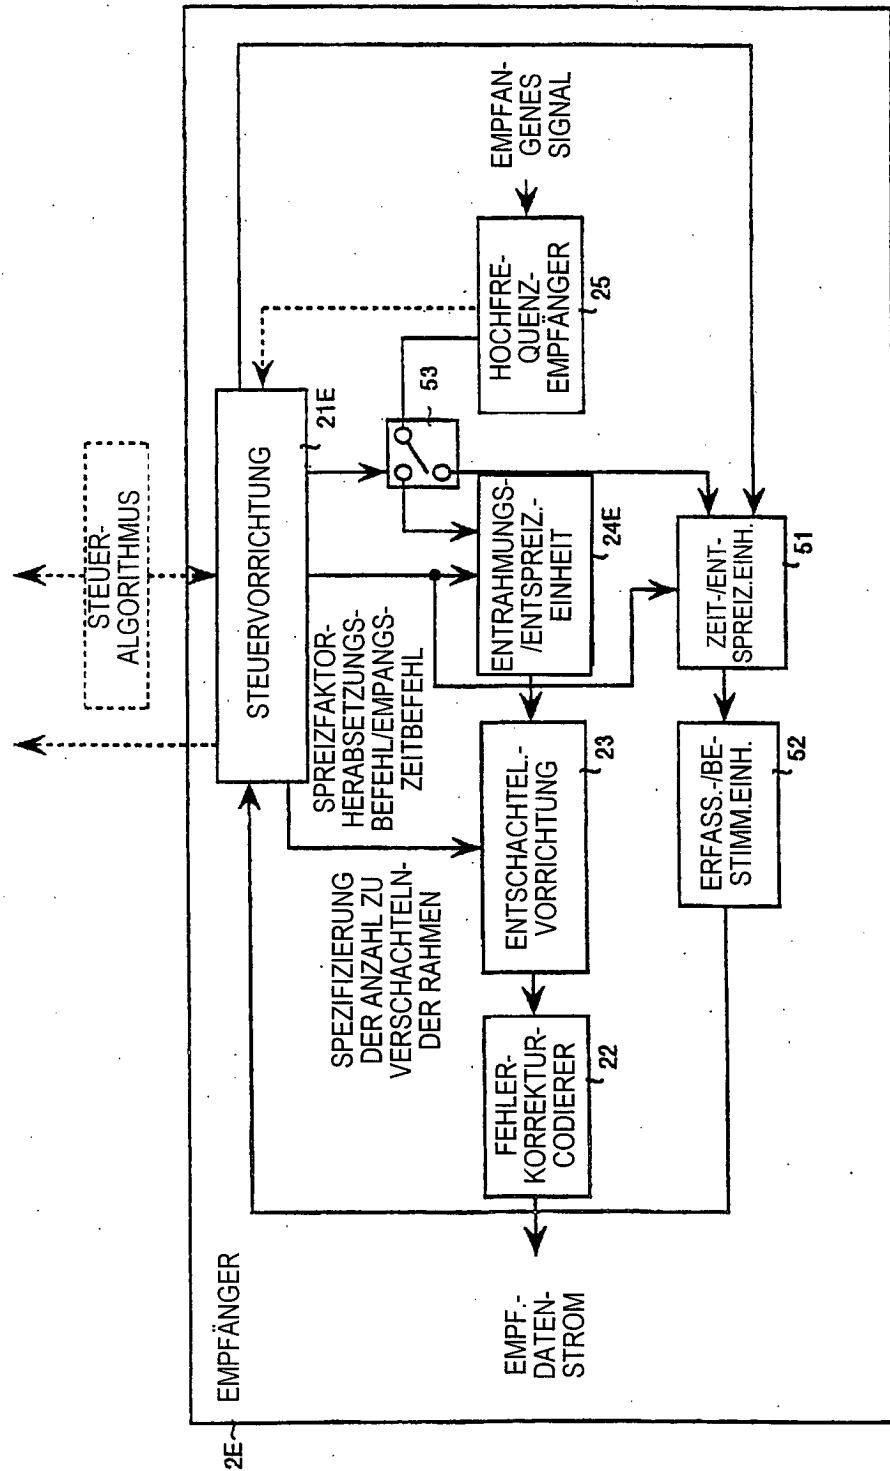 STEUER-
ALGORITHMUS
2E
EMPFÄNGER
STEUERVORRICHTUNG
21E
SPREIZFAKTOR-
HERABSETZUNGS-
BEFEHL/EMPANGS-
ZEITBEFEHL
SPEZIFIZIERUNG
DER ANZAHL ZU
VERSCHACHTELN-
DER RAHMEN
53
EMPFAN-
GENES
SIGNAL
EMPF.-
DATEN-
STROM
FEHLER-
KORREKTUR-
CODIERER
22
ENTSCHACHTEL.-
VORRICHTUNG
23
ENTRAHMUNGS-
/ENTSPREIZ.-
EINHEIT
24E
HOCHFRE-
QUENZ-
EMPFÄNGER
25
ERFASS.-/BE-
STIMM.EINH.
52
ZEIT-/ENT-
SPREIZ.EINH.
51